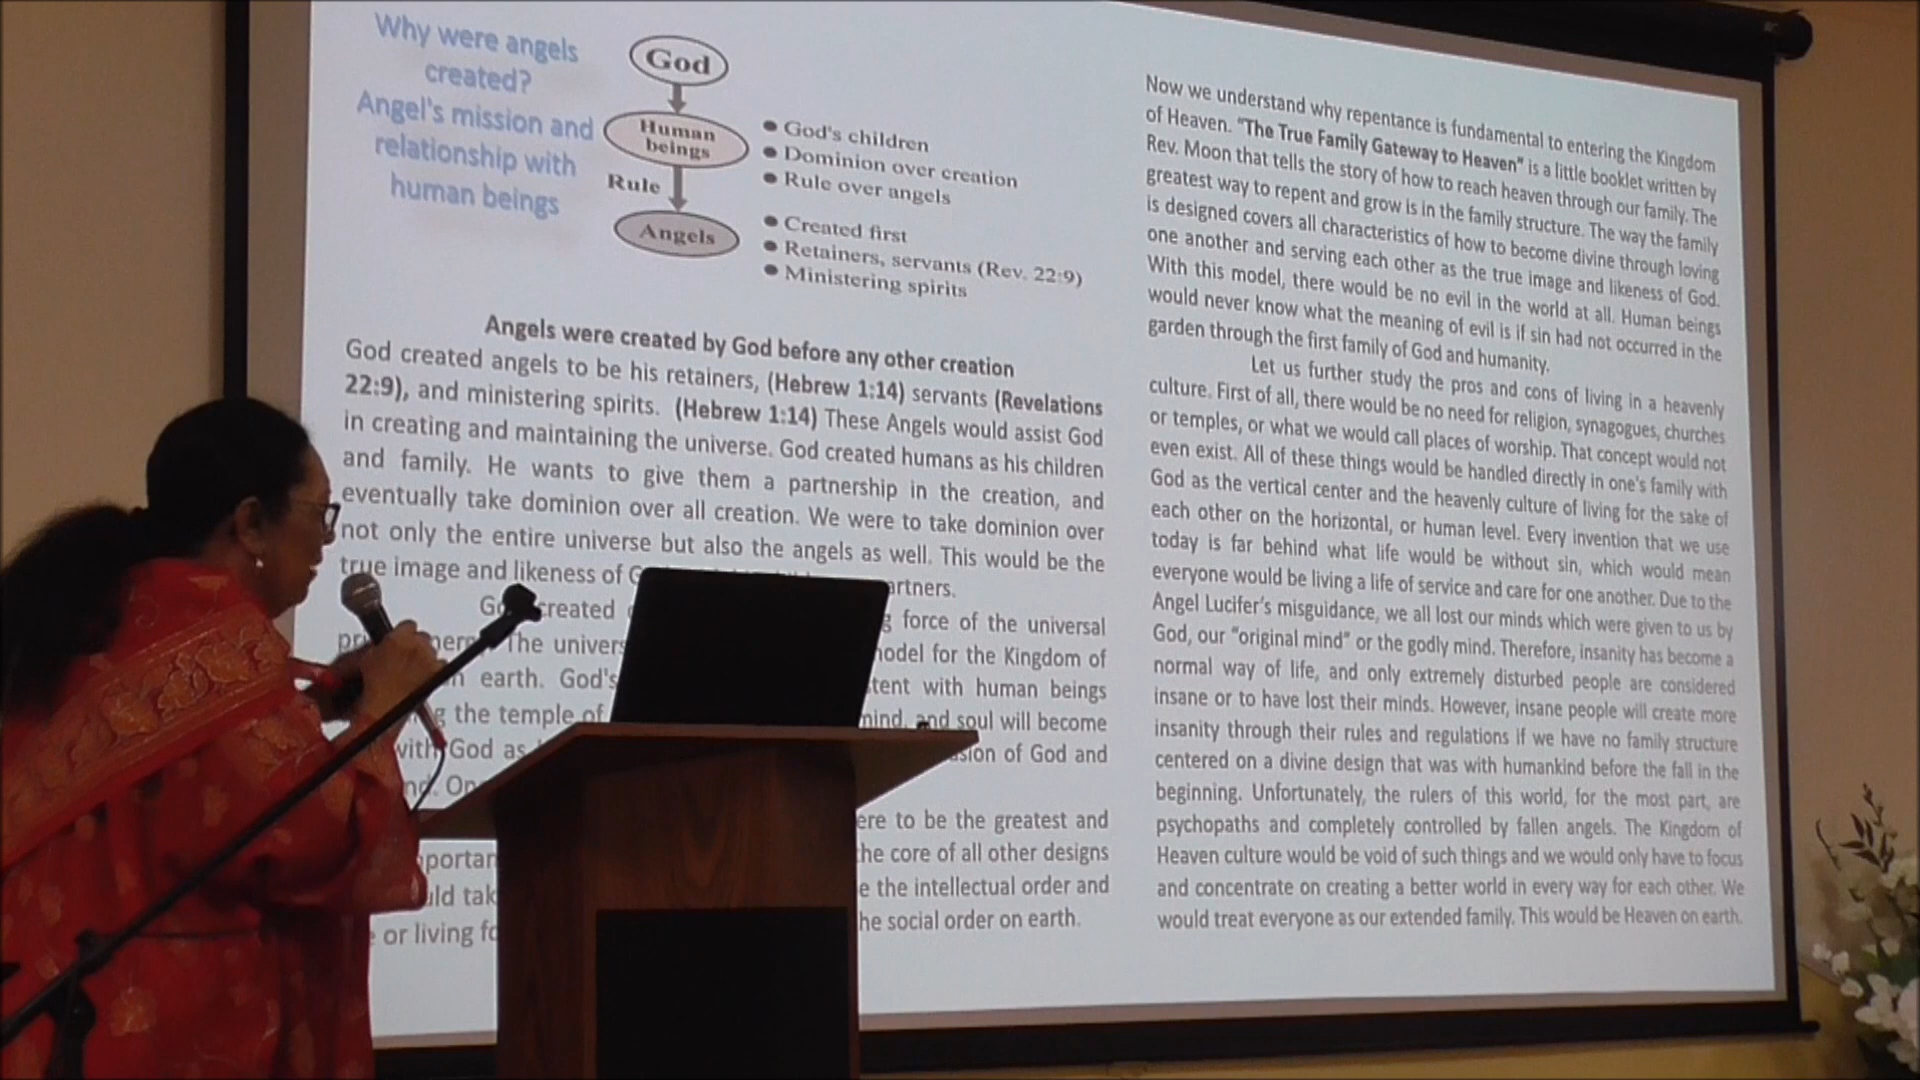 Why were angels
created?
Angel's mission and
relationship with
human beings
God
Human
beings
Rule
Angels
God's children
Dominion over creation
Rule over angels
Created first
Retainers, servants (Rev. 22:9)
Ministering spirits
Angels were created by God before any other creation
God created angels to be his retainers, (Hebrew 1:14) servants (Revelations
22:9), and ministering spirits. (Hebrew 1:14) These Angels would assist God
in creating and maintaining the universe. God created humans as his children
and family. He wants to give them a partnership in the creation, and
eventually take dominion over all creation. We were to take dominion over
not only the entire universe but also the angels as well. This would be the
true image and likeness of
created force of the universal
The model for the Kingdom of
earth. God's with human beings
the temple of mind, and soul will become
with God as of God and
ere to be the greatest and
the core of all other designs
the intellectual order and
or living the social order on earth.
Now we understand why repentance is fundamental to entering the Kingdom
of Heaven. "The True Family Gateway to Heaven" is a little booklet written by
Rev. Moon that tells the story of how to reach heaven through our family. The
greatest way to repent and grow is in the family structure. The way the family
is designed covers all characteristics of how to become divine through loving
one another and serving each other as the true image and likeness of God.
With this model, there would be no evil in the world at all. Human beings
would never know what the meaning of evil is if sin had not occurred in the
garden through the first family of God and humanity.
Let us further study the pros and cons of living in a heavenly
culture. First of all, there would be no need for religion, synagogues, churches
or temples, or what we would call places of worship. That concept would not
even exist. All of these things would be handled directly in one's family with
God as the vertical center and the heavenly culture of living for the sake of
each other on the horizontal, or human level. Every invention that we use
today is far behind what life would be without sin, which would mean
everyone would be living a life of service and care for one another. Due to the
Angel Lucifer's misguidance, we all lost our minds which were given to us by
God, our "original mind" or the godly mind. Therefore, insanity has become a
normal way of life, and only extremely disturbed people are considered
insane or to have lost their minds. However, insane people will create more
insanity through their rules and regulations if we have no family structure
centered on a divine design that was with humankind before the fall in the
beginning. Unfortunately, the rulers of this world, for the most part, are
psychopaths and completely controlled by fallen angels. The Kingdom of
Heaven culture would be void of such things and we would only have to focus
and concentrate on creating a better world in every way for each other. We
would treat everyone as our extended family. This would be Heaven on earth.